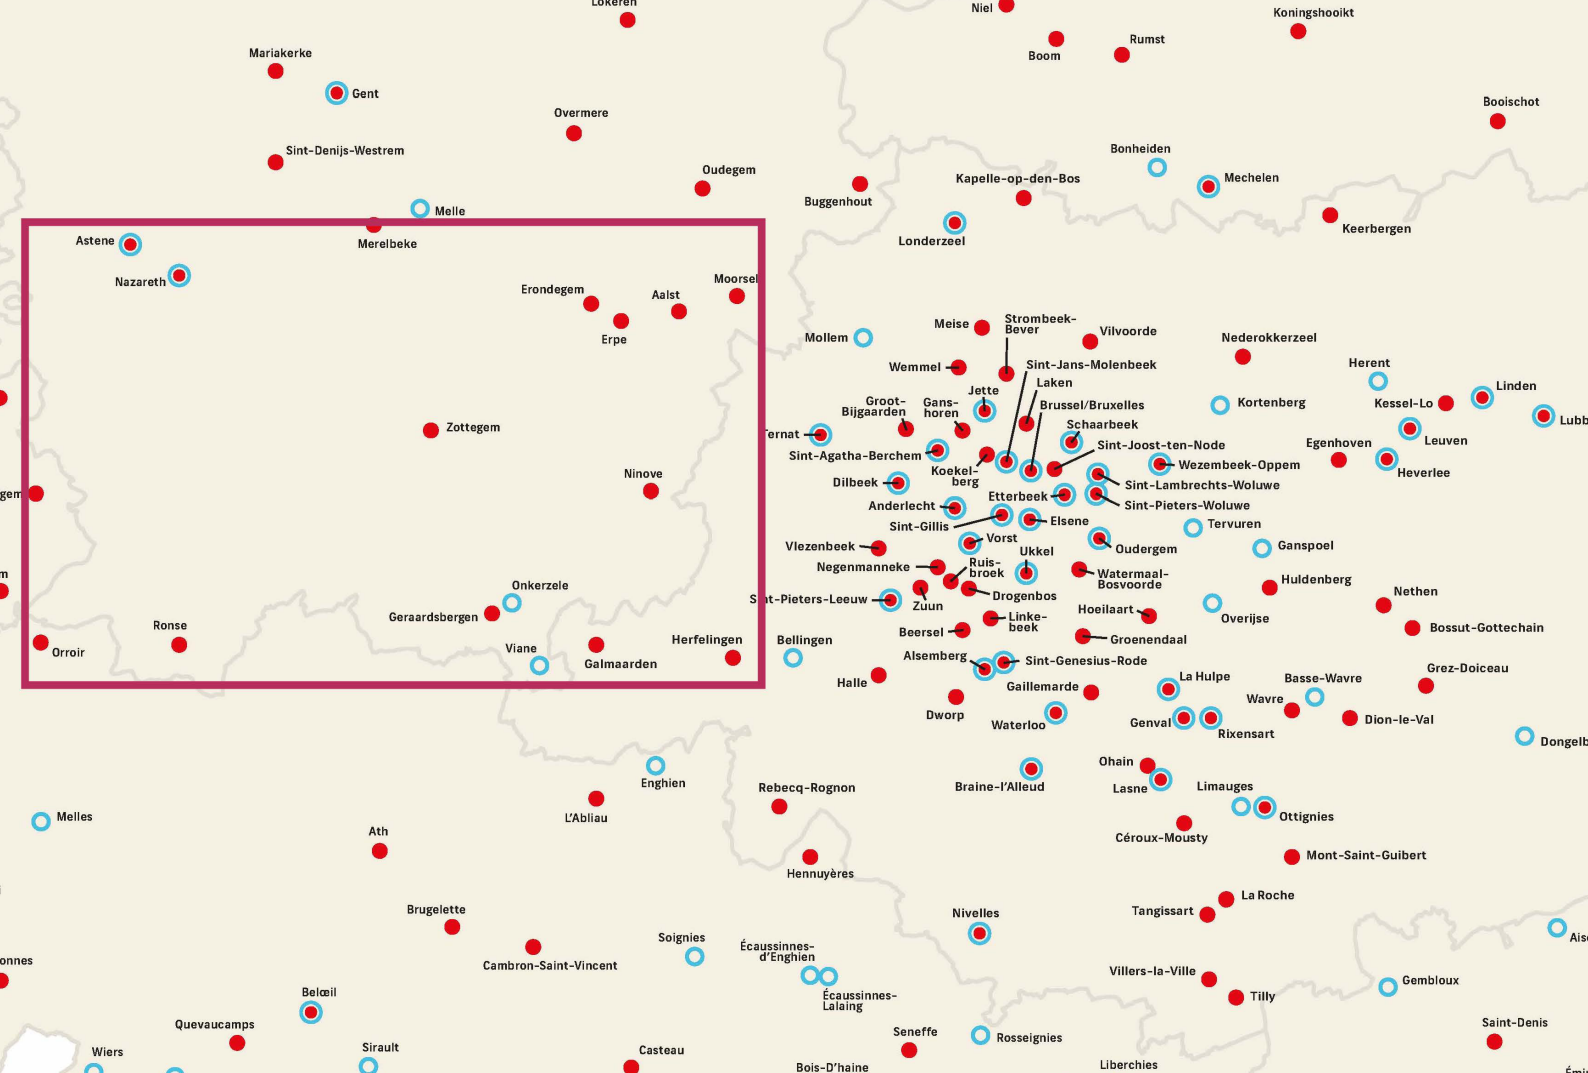 Lokeren
Niel
Koningshooikt
Mariakerke
Boom
Rumst
Gent
Booischot
Overmere
Sint-Denijs-Westrem
Bonheiden
Oudegem
Mechelen
Kapelle-op-den-Bos
Buggenhout
Melle
Keerbergen
Londerzeel
Astene
Merelbeke
Nazareth
Moorsel
Erondegem
Aalst
Erpe
Mollem
Meise
Strombeek-
Bever
Vilvoorde
Nederokkerzeel
Wemmel
Sint-Jans-Molenbeek
Herent
Jette
Laken
Linden
Groot-
Bijgaarden
Gans-
horen
Brussel/Bruxelles
Kortenberg
Kessel-Lo
Lubb
Zottegem
Ternat
Schaarbeek
Leuven
Sint-Agatha-Berchem
Sint-Joost-ten-Node
Egenhoven
Koekel-
berg
Wezembeek-Oppem
Heverlee
Ninove
Dilbeek
Sint-Lambrechts-Woluwe
gem
Etterbeek
Sint-Pieters-Woluwe
Anderlecht
Sint-Gillis
Elsene
Tervuren
Vorst
Ganspoel
Vlezenbeek
Ukkel
Oudergem
Negenmanneke
Ruis-
broek
Watermaal-
Bosvoorde
m
Onkerzele
Huldenberg
Sint-Pieters-Leeuw
Zuun
Drogenbos
Nethen
Geraardsbergen
Hoeilaart
Overijse
Linke-
beek
Ronse
Beersel
Bossut-Gottechain
Orroir
Viane
Herfelingen
Bellingen
Groenendaal
Galmaarden
Alsemberg
Sint-Genesius-Rode
Grez-Doiceau
Halle
Gaillemarde
La Hulpe
Basse-Wavre
Wavre
Dworp
Waterloo
Genval
Rixensart
Dion-le-Val
Dongelb
Ohain
Enghien
Braine-l'Alleud
Lasne
Limauges
Rebecq-Rognon
Melles
L'Abliau
Ottignies
Ath
Céroux-Mousty
Mont-Saint-Guibert
Hennuyères
La Roche
Brugelette
Nivelles
Tangissart
Soignies
Écaussinnes-
d'Enghien
Aisc
onnes
Cambron-Saint-Vincent
Villers-la-Ville
Gembloux
Belœil
Écaussinnes-
Lalaing
Tilly
Quevaucamps
Seneffe
Rosseignies
Saint-Denis
Wiers
Sirault
Casteau
Bois-D'haine
Liberchies